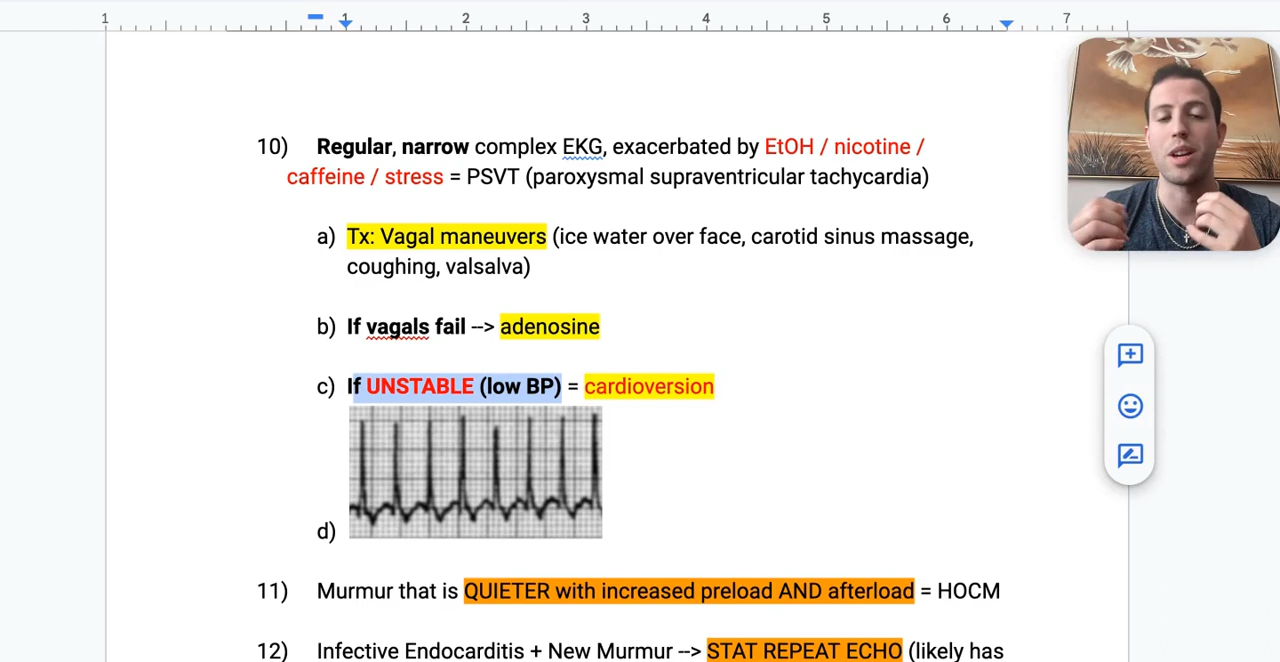 1 1 2 3 4 5 6 7
10) Regular, narrow complex EKG, exacerbated by EtOH / nicotine /
caffeine / stress = PSVT (paroxysmal supraventricular tachycardia)
a) Tx: Vagal maneuvers (ice water over face, carotid sinus massage,
coughing, valsalva)
b) If vagals fail --> adenosine
c) If UNSTABLE (low BP) = cardioversion
d)
11) Murmur that is QUIETER with increased preload AND afterload = HOCM
12) Infective Endocarditis + New Murmur --> STAT REPEAT ECHO (likely has